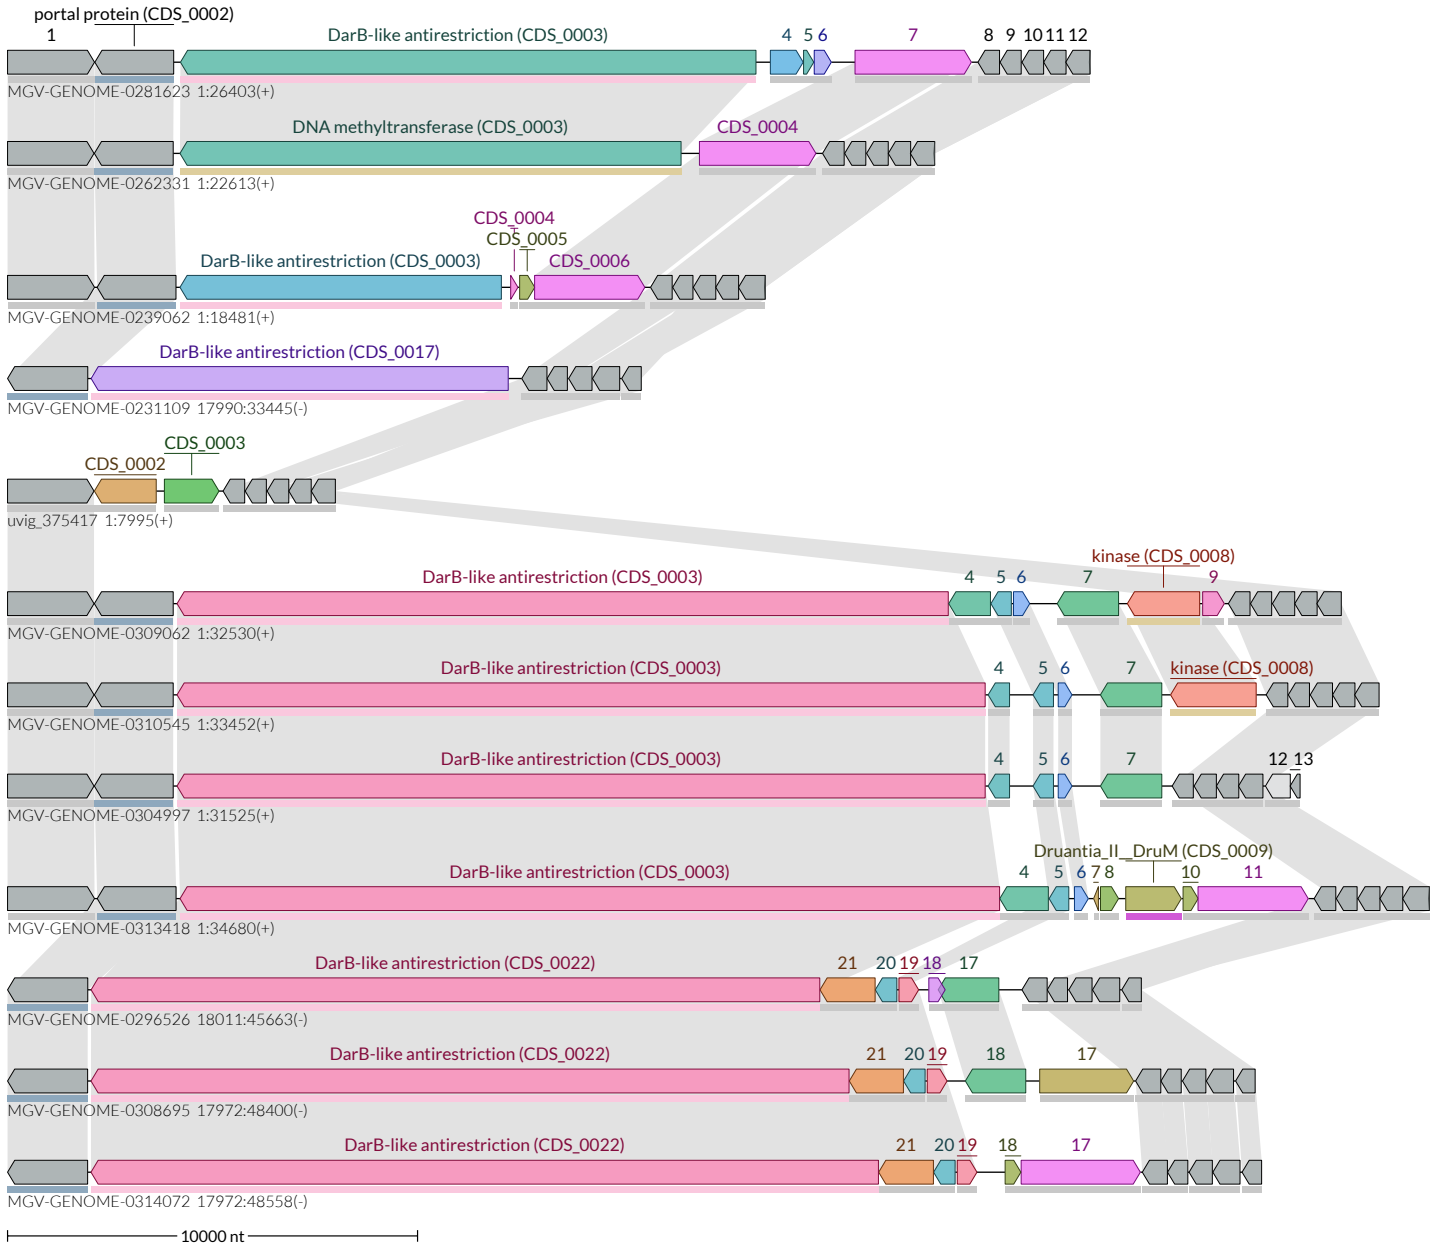 portal protein (CDS_0002)
1 DarB-like antirestriction (CDS_0003) 4 5 6 7 8 9 10 11 12
MGV-GENOME-0281623 1:26403(+)
DNA methyltransferase (CDS_0003) CDS_0004
MGV-GENOME-0262331 1:22613(+)
CDS_0004
CDS_0005
DarB-like antirestriction (CDS_0003) CDS_0006
MGV-GENOME-0239062 1:18481(+)
DarB-like antirestriction (CDS_0017)
MGV-GENOME-0231109 17990:33445(-)
CDS_0003
CDS_0002
uvig_375417 1:7995(+)
kinase (CDS_0008)
DarB-like antirestriction (CDS_0003) 4 5 6 7 9
MGV-GENOME-0309062 1:32530(+)
DarB-like antirestriction (CDS_0003) 4 5 6 7 kinase (CDS_0008)
MGV-GENOME-0310545 1:33452(+)
DarB-like antirestriction (CDS_0003) 4 5 6 7 12 13
MGV-GENOME-0304997 1:31525(+)
Druantia_II__DruM (CDS_0009)
DarB-like antirestriction (CDS_0003) 4 5 6 7 8 10 11
MGV-GENOME-0313418 1:34680(+)
DarB-like antirestriction (CDS_0022) 21 20 19 18 17
MGV-GENOME-0296526 18011:45663(-)
DarB-like antirestriction (CDS_0022) 21 20 19 18 17
MGV-GENOME-0308695 17972:48400(-)
DarB-like antirestriction (CDS_0022) 21 20 19 18 17
MGV-GENOME-0314072 17972:48558(-)
10000 nt